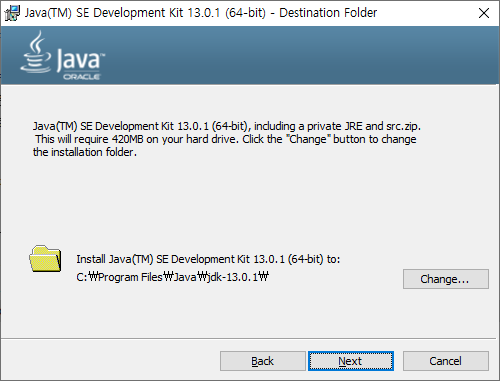 Java(TM) SE Development Kit 13.0.1 (64-bit) - Destination Folder
Java™
ORACLE
Java(TM) SE Development Kit 13.0.1 (64-bit), including a private JRE and src.zip.
This will require 420MB on your hard drive. Click the "Change" button to change
the installation folder.
Install Java(TM) SE Development Kit 13.0.1 (64-bit) to:
C:₩Program Files₩Java₩jdk-13.0.1₩
Change...
Back
Next
Cancel